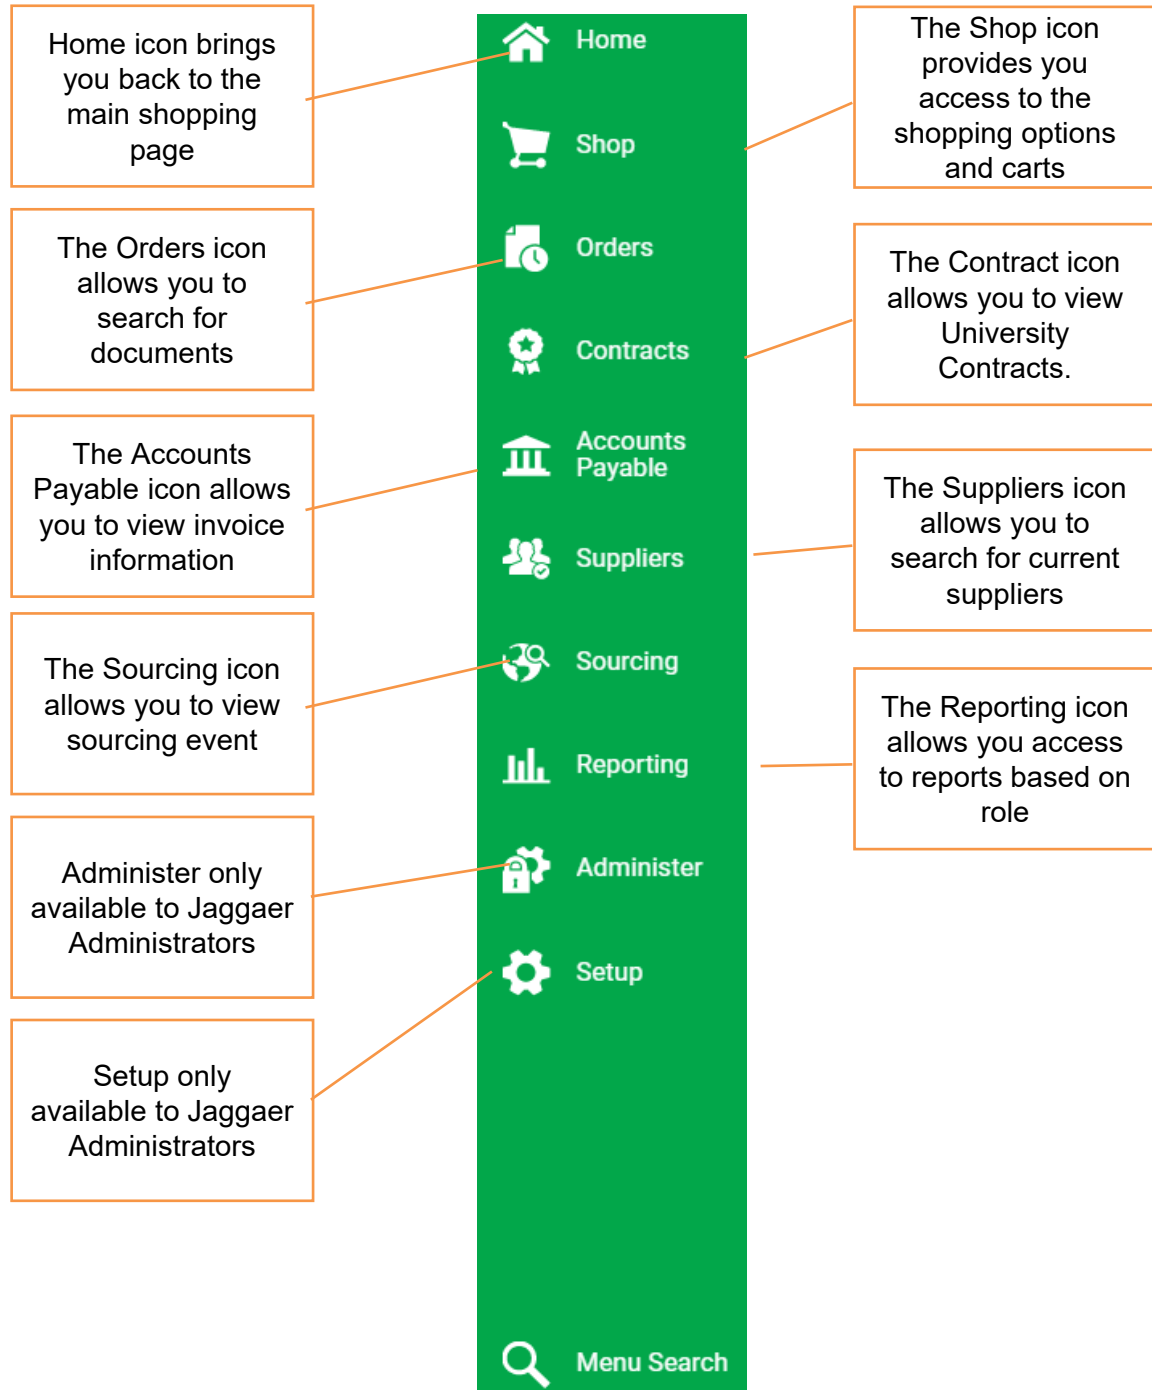 Home icon brings
you back to the
main shopping
page
The Orders icon
allows you to
search for
documents
The Accounts
Payable icon allows
you to view invoice
information
The Sourcing icon
allows you to view
sourcing event
Administer only
available to Jaggaer
Administrators
Setup only
available to Jaggaer
Administrators
Home
Shop
Orders
Contracts
Accounts
Payable
Suppliers
Sourcing
Reporting
Administer
Setup
Menu Search
The Shop icon
provides you
access to the
shopping options
and carts
The Contract icon
allows you to view
University
Contracts.
The Suppliers icon
allows you to
search for current
suppliers
The Reporting icon
allows you access
to reports based on
role